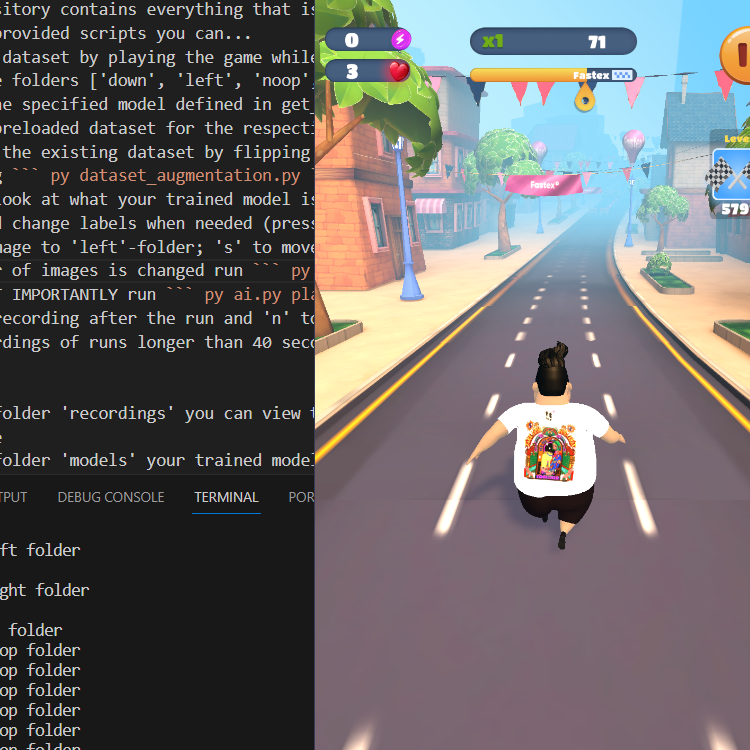 sitory contains everything that is
provided scripts you can...
dataset by playing the game while
e folders ['down', 'left', 'noop',
he specified model defined in get
preloaded dataset for the respecti
the existing dataset by flipping
g ``` py dataset_augmentation.py `
look at what your trained model is
d change labels when needed (press
mage to 'left'-folder; 's' to move
r of images is changed run ``` py
T IMPORTANTLY run ``` py ai.py pla
recording after the run and 'n' to
rdings of runs longer than 40 seco
folder 'recordings' you can view t
e
folder 'models' your trained model
TPUT DEBUG CONSOLE TERMINAL POR
ft folder
ght folder
folder
op folder
op folder
op folder
op folder
op folder
op folder
0
3
x1 71
Fastex
Fastex
Level
579